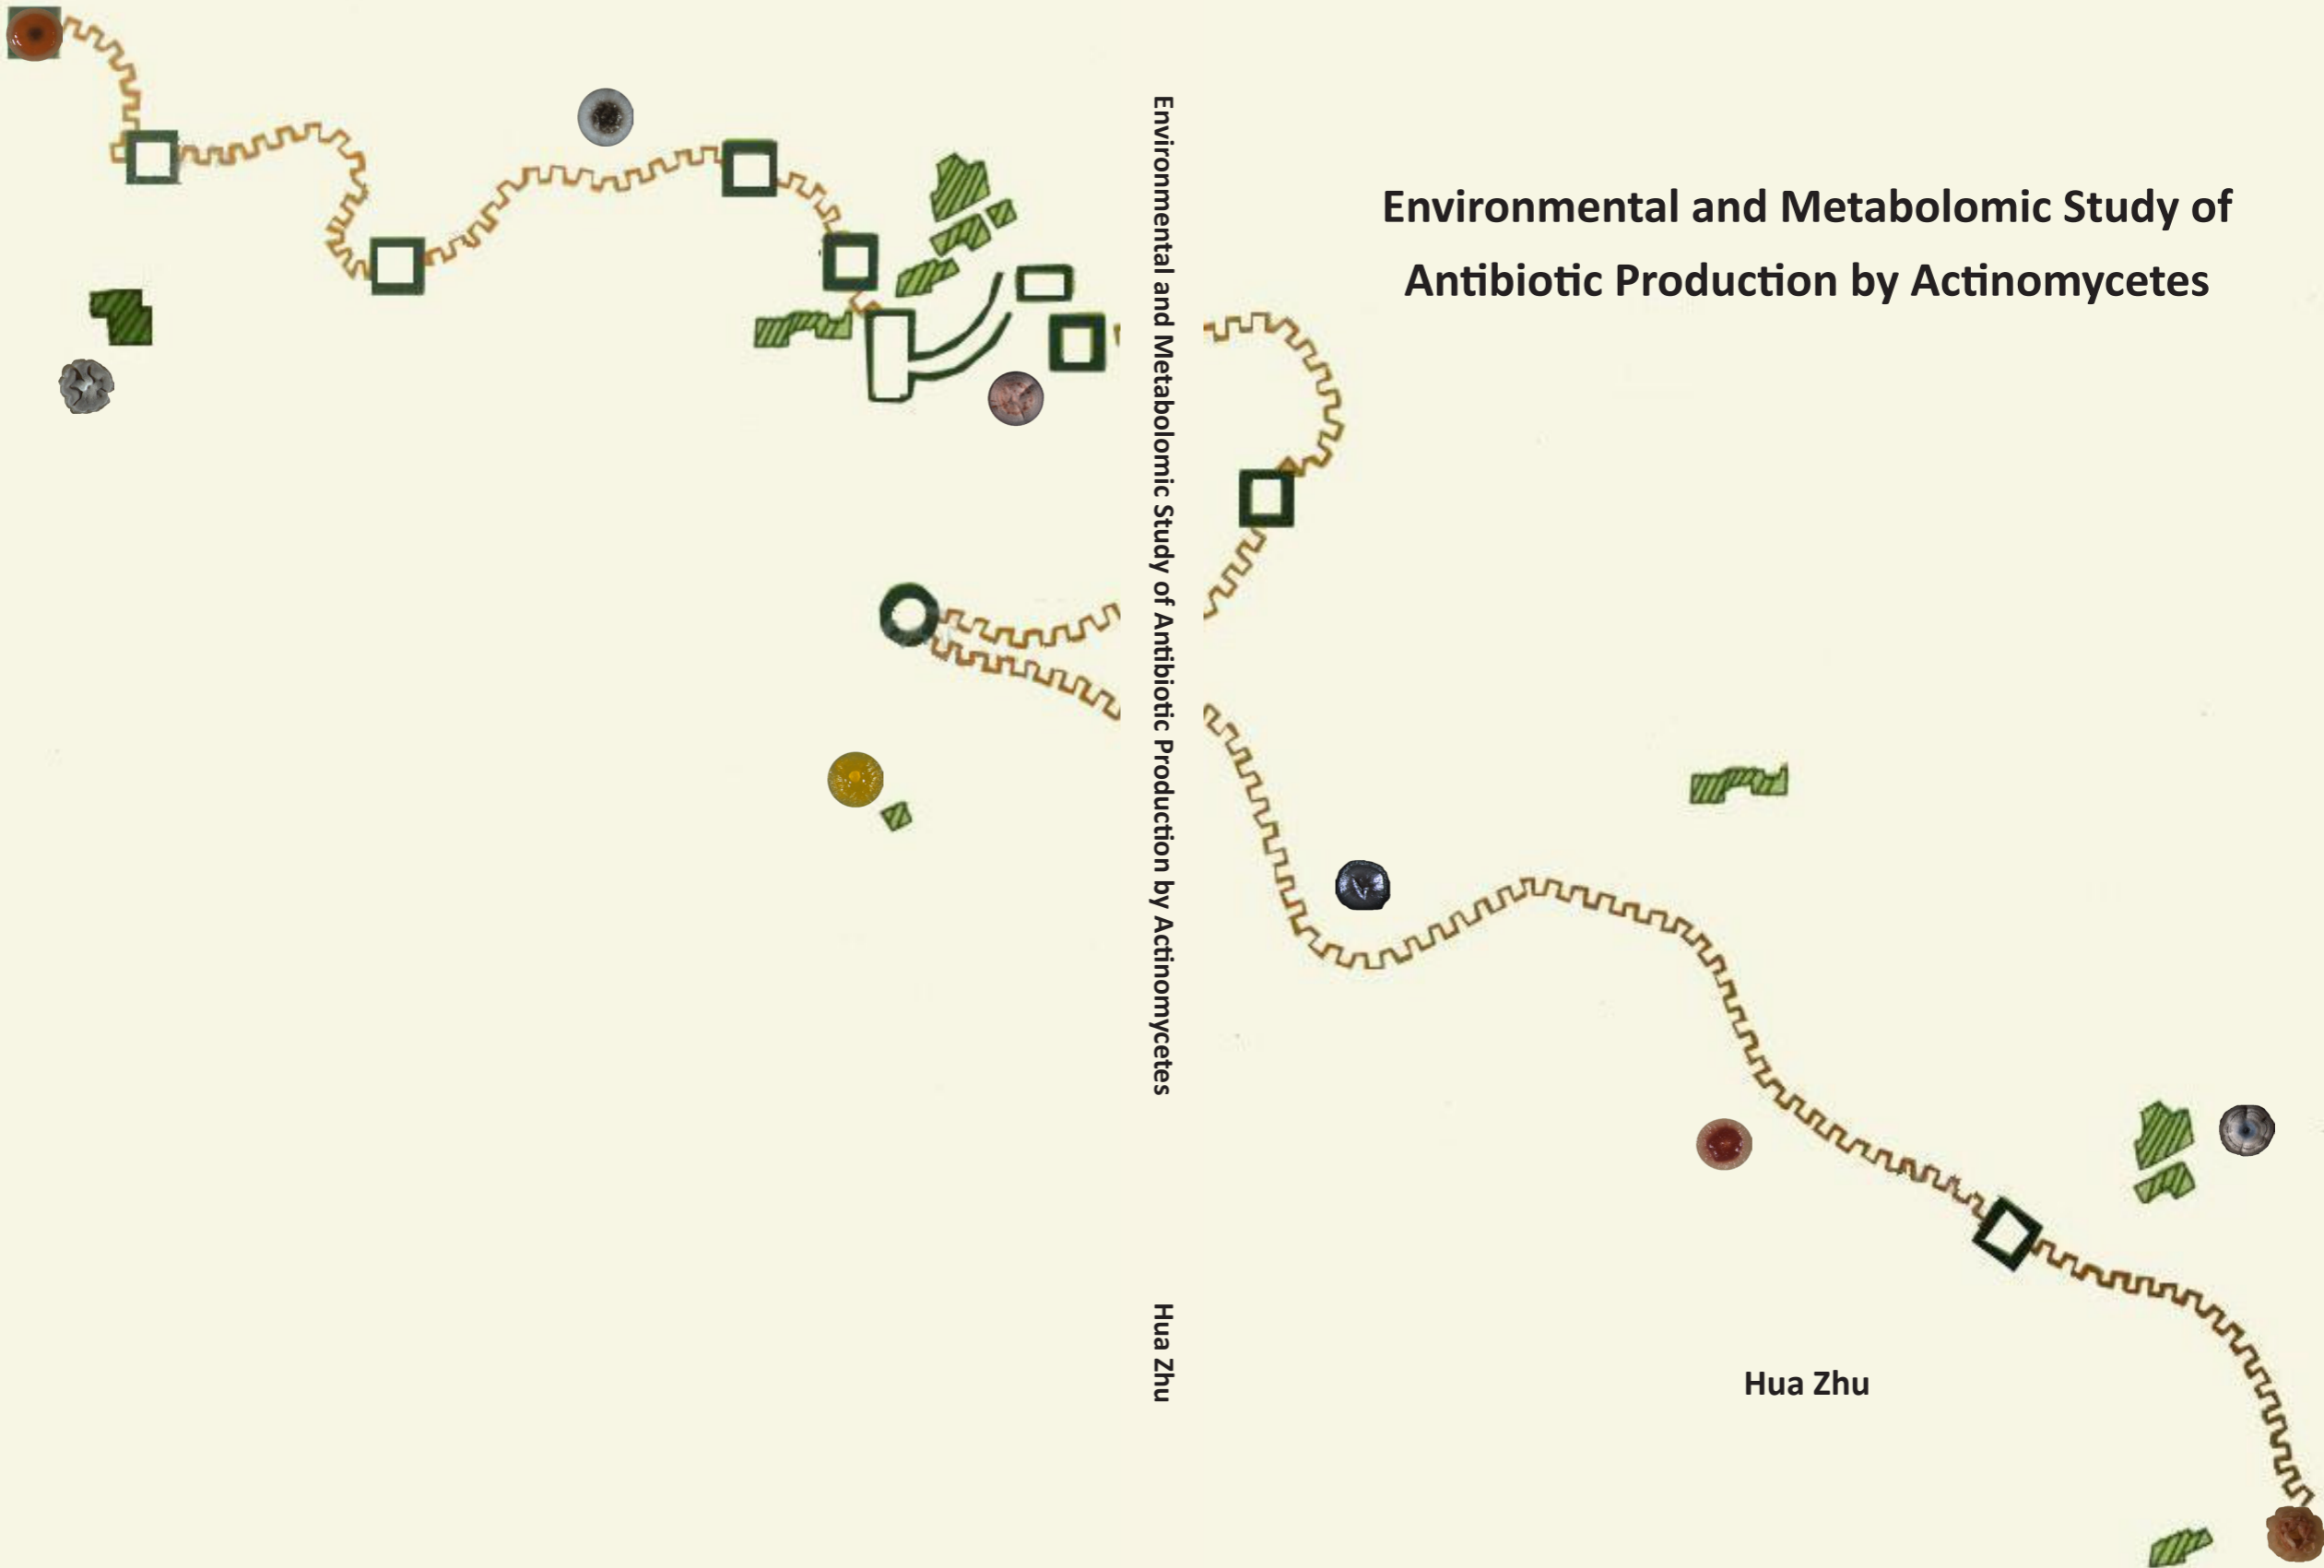 Environmental and Metabolomic Study of Antibiotic Production by Actinomycetes
Hua Zhu
Environmental and Metabolomic Study of
Antibiotic Production by Actinomycetes
Hua Zhu